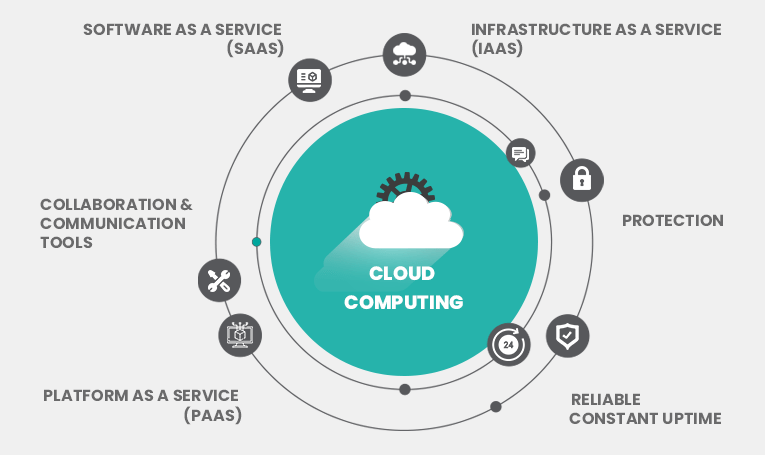 SOFTWARE AS A SERVICE
(SAAS)
INFRASTRUCTURE AS A SERVICE
(IAAS)
COLLABORATION &
COMMUNICATION
TOOLS
PROTECTION
CLOUD
COMPUTING
24
PLATFORM AS A SERVICE
(PAAS)
RELIABLE
CONSTANT UPTIME